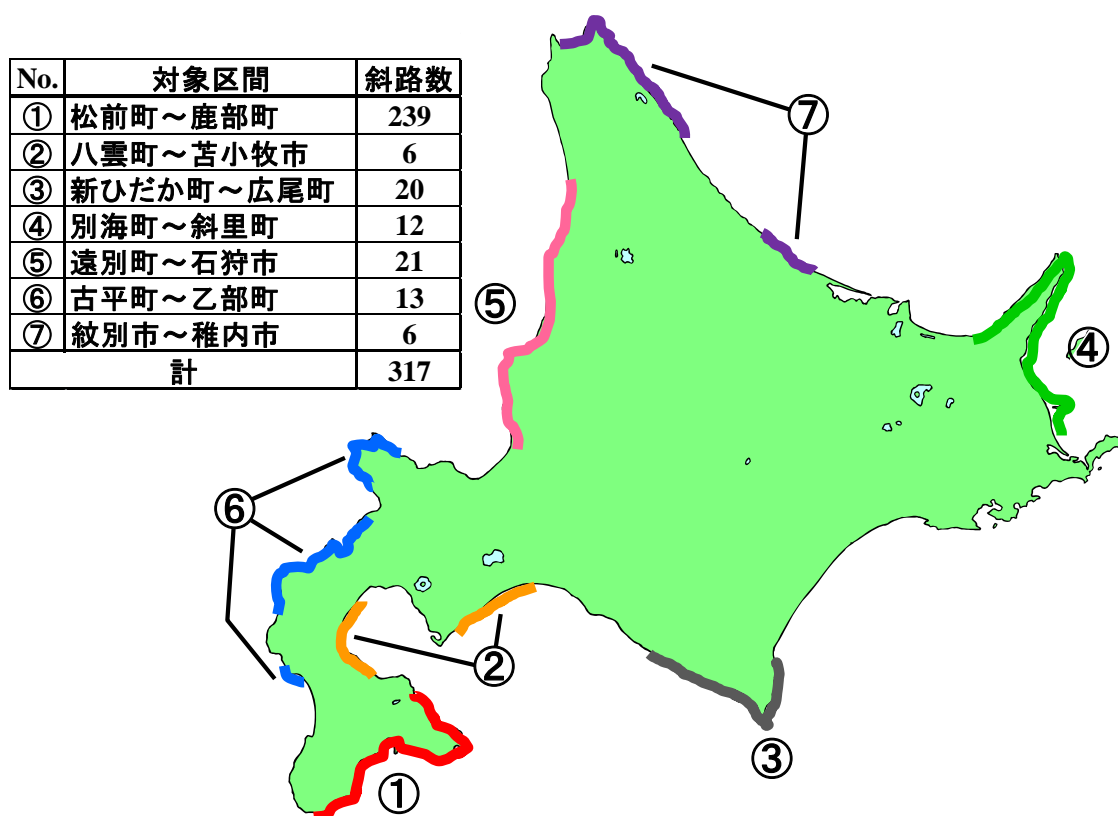 No. 対象区間 斜路数
① 松前町～鹿部町 239
② 八雲町～苫小牧市 6
③ 新ひだか町～広尾町 20
④ 別海町～斜里町 12
⑤ 遠別町～石狩市 21
⑥ 古平町～乙部町 13
⑦ 紋別市～稚内市 6
計 317
⑦
⑤
④
⑥
②
③
①